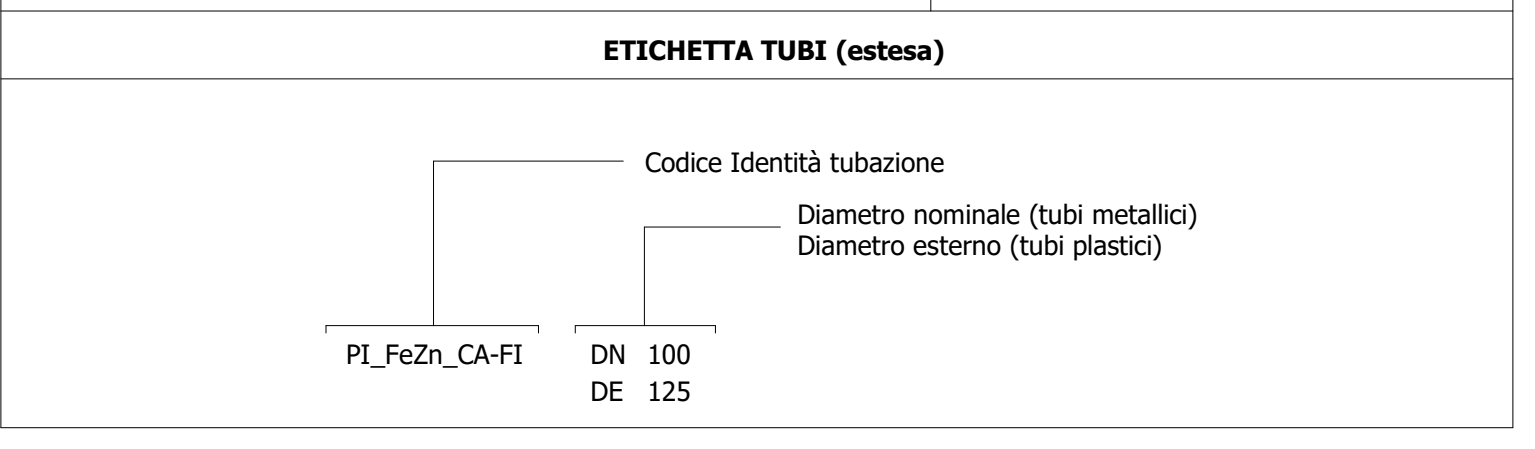 ETICHETTA TUBI (estesa)
Codice Identità tubazione
Diametro nominale (tubi metallici)
Diametro esterno (tubi plastici)
PI_FeZn_CA-FI DN 100
DE 125